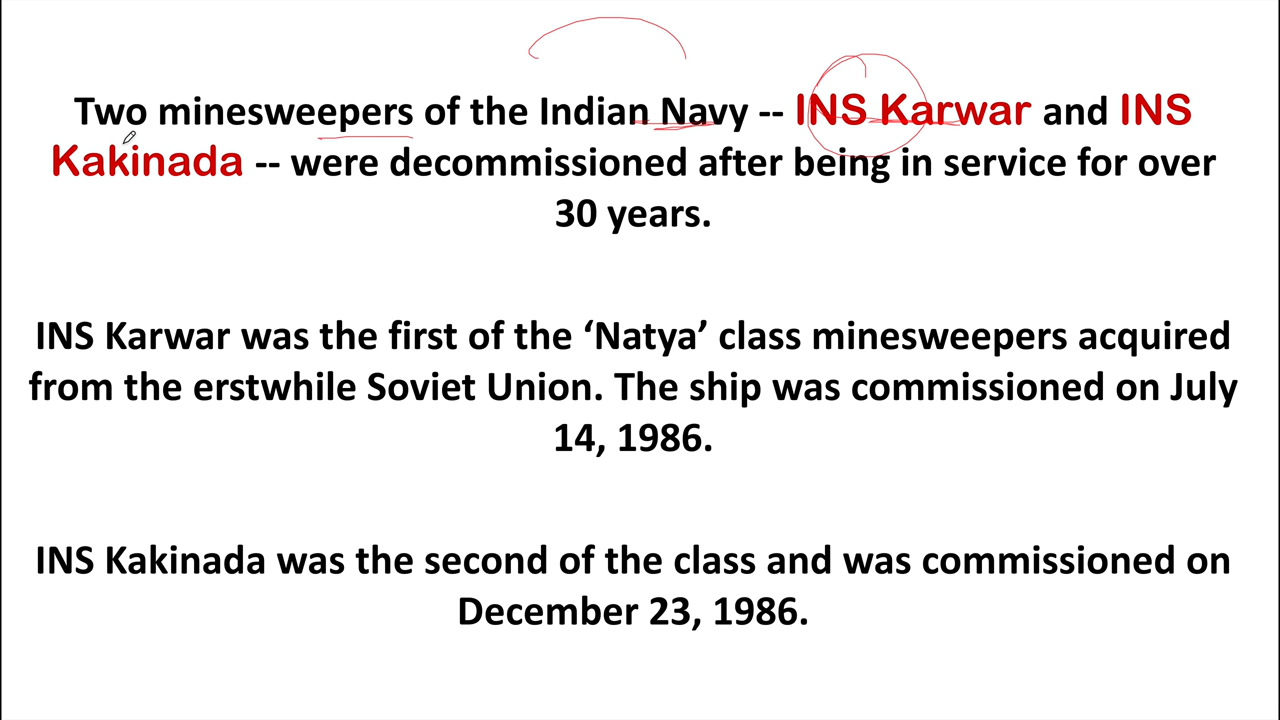 Two minesweepers of the Indian Navy -- INS Karwar and INS
Kakinada -- were decommissioned after being in service for over
30 years.
INS Karwar was the first of the ‘Natya’ class minesweepers acquired
from the erstwhile Soviet Union. The ship was commissioned on July
14, 1986.
INS Kakinada was the second of the class and was commissioned on
December 23, 1986.